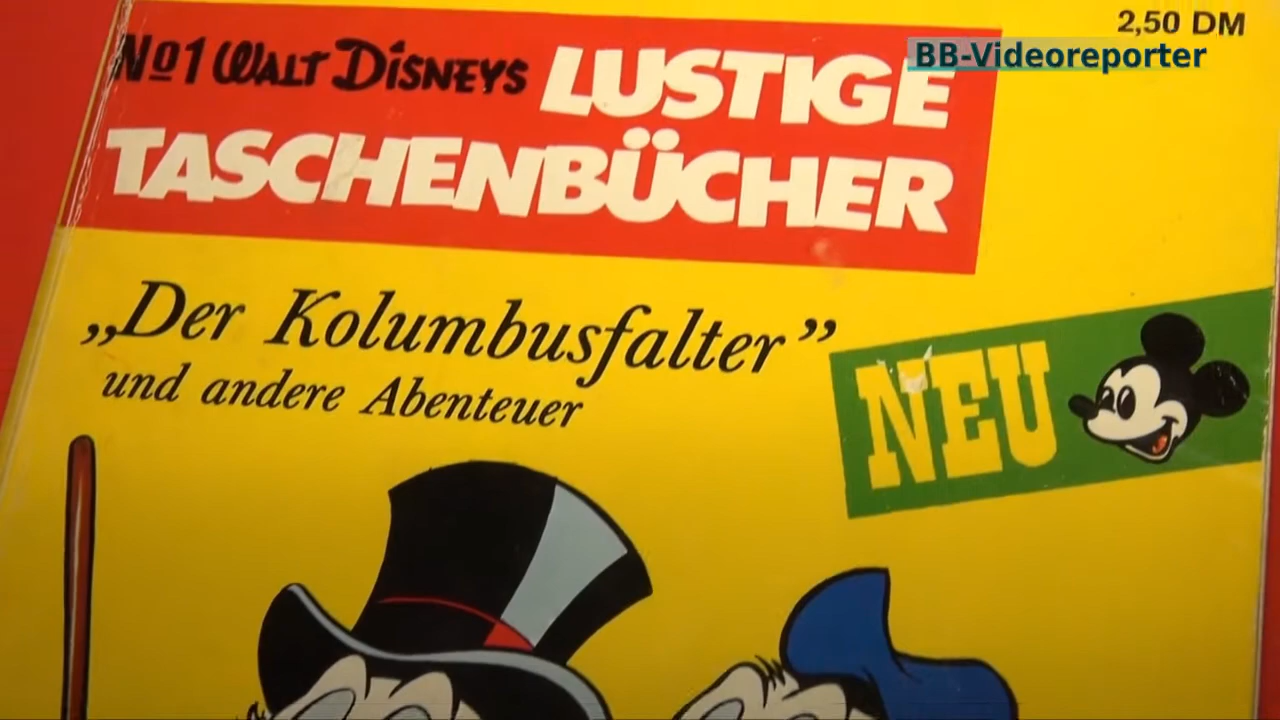 2,50 DM
BB-Videoreporter
No1 WALT DISNEYS LUSTIGE
TASCHENBÜCHER
„Der Kolumbusfalter”
und andere Abenteuer
NEU